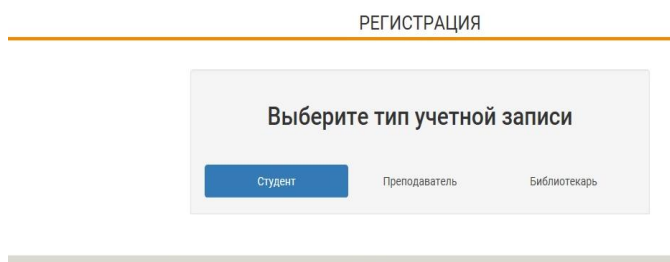 РЕГИСТРАЦИЯ
Выберите тип учетной записи
Студент Преподаватель Библиотекарь